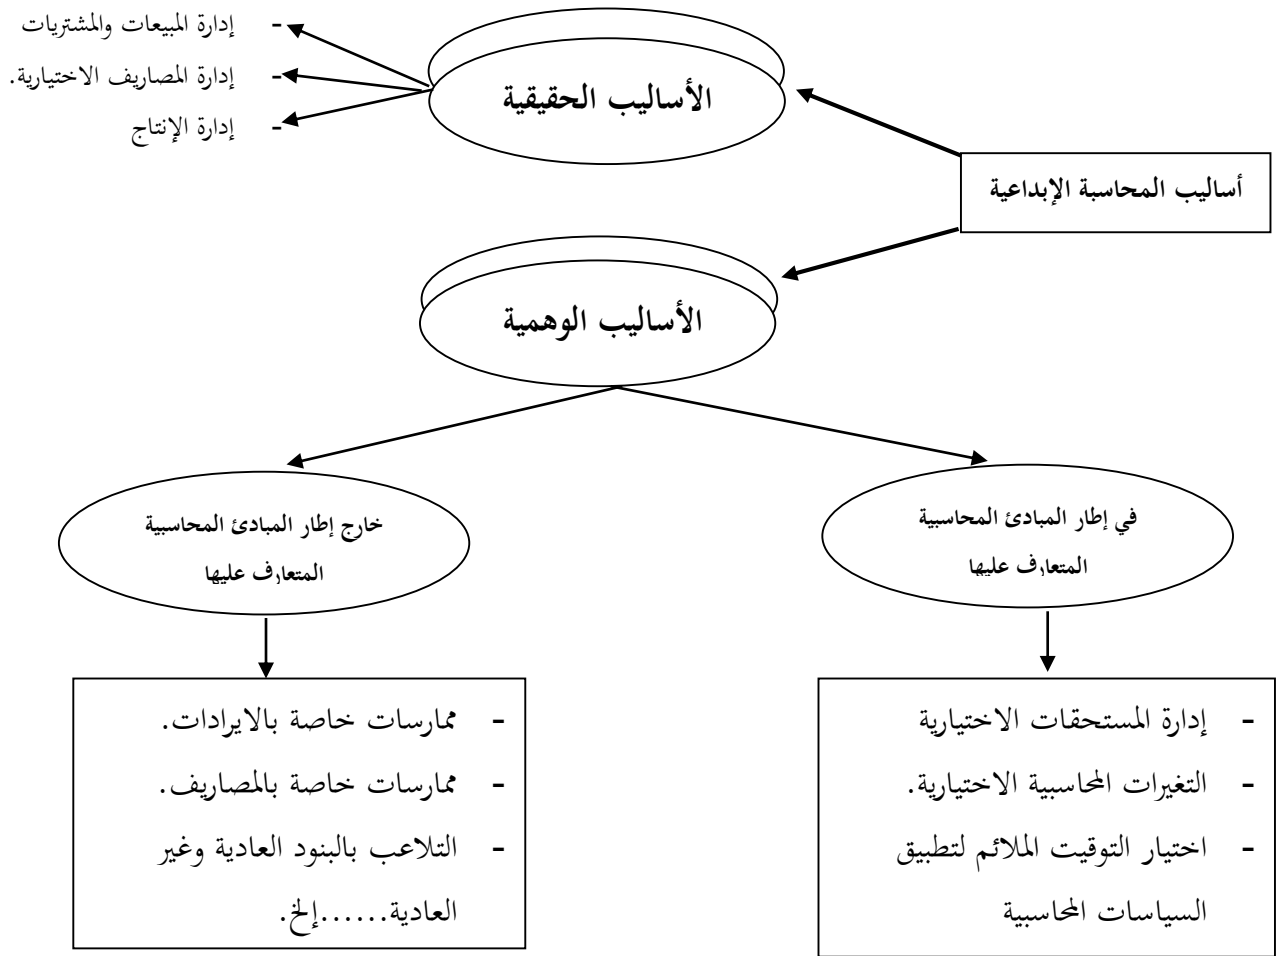 أساليب المحاسبة الإبداعية
الأساليب الحقيقية
- إدارة المبيعات والمشتريات
- إدارة المصاريف الاختيارية.
- إدارة الإنتاج
الأساليب الوهمية
في إطار المبادئ المحاسبية
المتعارف عليها
- إدارة المستحقات الاختيارية
- التغيرات المحاسبية الاختيارية.
- اختيار التوقيت الملائم لتطبيق
السياسات المحاسبية
خارج إطار المبادئ المحاسبية
المتعارف عليها
- ممارسات خاصة بالايرادات.
- ممارسات خاصة بالمصاريف.
- التلاعب بالبنود العادية وغير
العادية......إلخ.